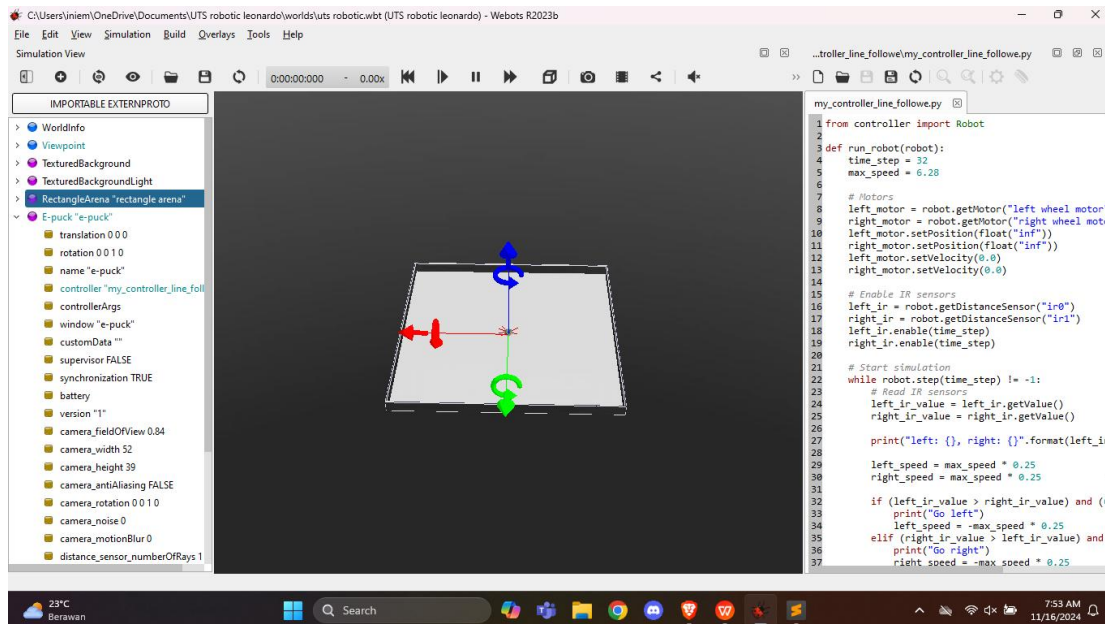 C:\Users\iniem\OneDrive\Documents\UTS robotic leonardo\worlds\uts robotic.wbt (UTS robotic leonardo) - Webots R2023b
File Edit View Simulation Build Overlays Tools Help
Simulation View
0:00:00:000 - 0.00x
IMPORTABLE EXTERNPROTO
WorldInfo
Viewpoint
TexturedBackground
TexturedBackgroundLight
RectangleArena "rectangle arena"
E-puck "e-puck"
translation 0 0 0
rotation 0 0 1 0
name "e-puck"
controller "my_controller_line_foll
controllerArgs
window "e-puck"
customData ""
supervisor FALSE
synchronization TRUE
battery
version "1"
camera_fieldOfView 0.84
camera_width 52
camera_height 39
camera_antiAliasing FALSE
camera_rotation 0 0 1 0
camera_noise 0
camera_motionBlur 0
distance_sensor_numberOfRays 1
...troller_line_followe\my_controller_line_followe.py
my_controller_line_followe.py
1 from controller import Robot
2
3 def run_robot(robot):
4 time_step = 32
5 max_speed = 6.28
6
7 # Motors
8 left_motor = robot.getMotor("left wheel motor"
9 right_motor = robot.getMotor("right wheel moto
10 left_motor.setPosition(float("inf"))
11 right_motor.setPosition(float("inf"))
12 left_motor.setVelocity(0.0)
13 right_motor.setVelocity(0.0)
14
15 # Enable IR sensors
16 left_ir = robot.getDistanceSensor("ir0")
17 right_ir = robot.getDistanceSensor("ir1")
18 left_ir.enable(time_step)
19 right_ir.enable(time_step)
20
21 # Start simulation
22 while robot.step(time_step) != -1:
23 # Read IR sensors
24 left_ir_value = left_ir.getValue()
25 right_ir_value = right_ir.getValue()
26
27 print("left: {}, right: {}".format(left_i
28
29 left_speed = max_speed * 0.25
30 right_speed = max_speed * 0.25
31
32 if (left_ir_value > right_ir_value) and (
33 print("Go left")
34 left_speed = -max_speed * 0.25
35 elif (right_ir_value > left_ir_value) and
36 print("Go right")
37 right_speed = -max_speed * 0.25
23°C
Berawan
Search
7:53 AM
11/16/2024